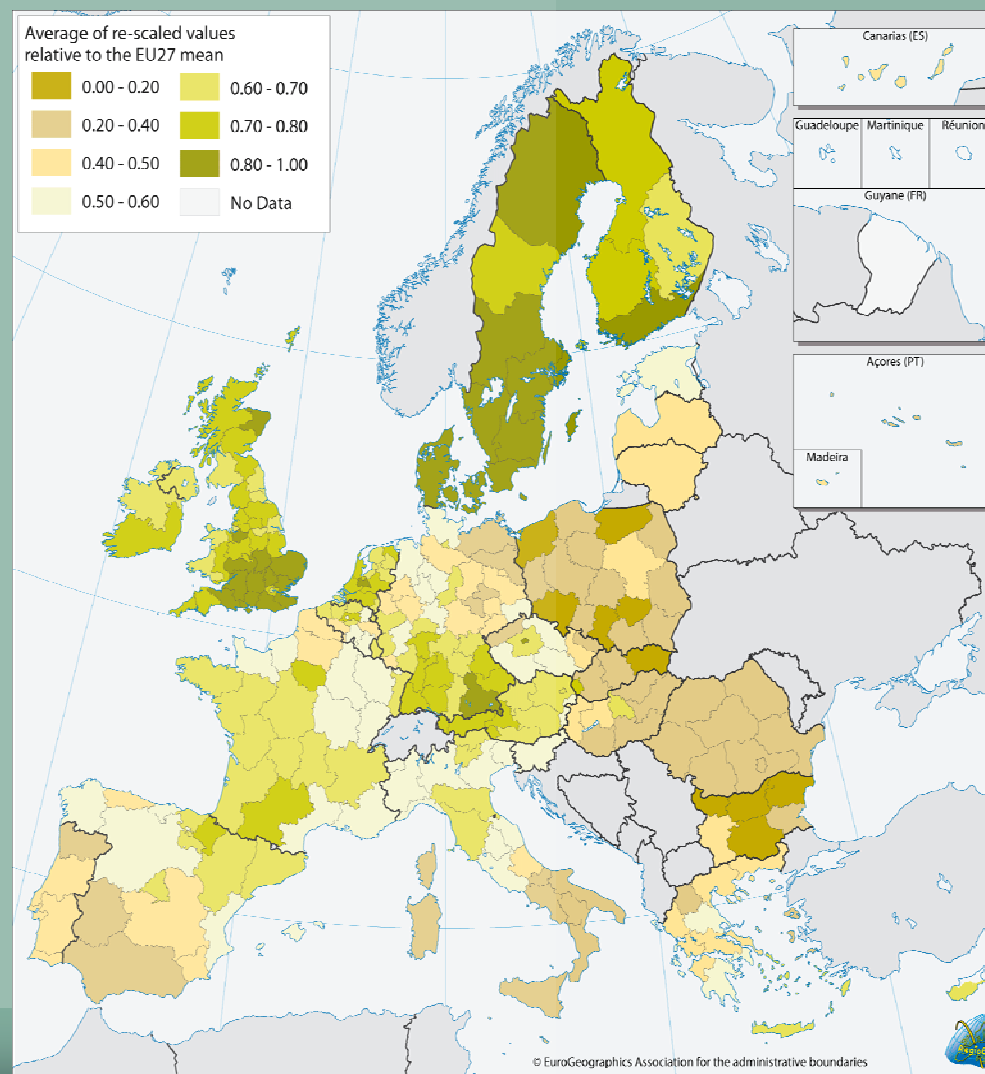 Average of re-scaled values
relative to the EU27 mean
0.00 - 0.20
0.60 - 0.70
0.20 - 0.40
0.70 - 0.80
0.40 - 0.50
0.80 - 1.00
0.50 - 0.60
No Data
Canarias (ES)
Guadeloupe
Martinique
Réunion
Guyane (FR)
Açores (PT)
Madeira
© EuroGeographics Association for the administrative boundaries